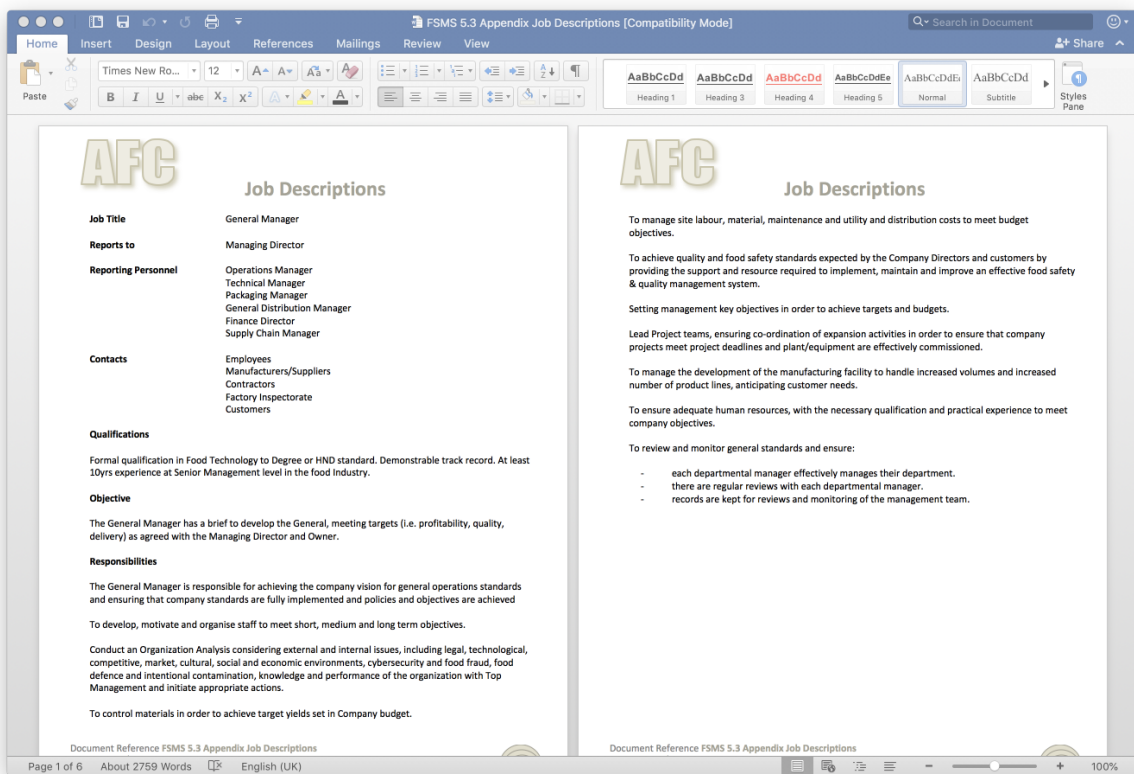 FSMS 5.3 Appendix Job Descriptions [Compatibility Mode]
Search in Document
Home Insert Design Layout References Mailings Review View
Share
Paste
Times New Ro... 12
AaBbCcDd AaBbCcDd AaBbCcDd AaBbCcDdEe AaBbCcDdEe AaBbCcDd
Heading 1 Heading 3 Heading 4 Heading 5 Normal Subtitle
Styles
Pane
B I U abc X2 X2 A A
AFC
Job Descriptions
Job Title General Manager
Reports to Managing Director
Reporting Personnel Operations Manager
Technical Manager
Packaging Manager
General Distribution Manager
Finance Director
Supply Chain Manager
Contacts Employees
Manufacturers/Suppliers
Contractors
Factory Inspectorate
Customers
Qualifications
Formal qualification in Food Technology to Degree or HND standard. Demonstrable track record. At least
10yrs experience at Senior Management level in the food Industry.
Objective
The General Manager has a brief to develop the General, meeting targets (i.e. profitability, quality,
delivery) as agreed with the Managing Director and Owner.
Responsibilities
The General Manager is responsible for achieving the company vision for general operations standards
and ensuring that company standards are fully implemented and policies and objectives are achieved
To develop, motivate and organise staff to meet short, medium and long term objectives.
Conduct an Organization Analysis considering external and internal issues, including legal, technological,
competitive, market, cultural, social and economic environments, cybersecurity and food fraud, food
defence and intentional contamination, knowledge and performance of the organization with Top
Management and initiate appropriate actions.
To control materials in order to achieve target yields set in Company budget.
Document Reference FSMS 5.3 Appendix Job Descriptions
AFC
Job Descriptions
To manage site labour, material, maintenance and utility and distribution costs to meet budget
objectives.
To achieve quality and food safety standards expected by the Company Directors and customers by
providing the support and resource required to implement, maintain and improve an effective food safety
& quality management system.
Setting management key objectives in order to achieve targets and budgets.
Lead Project teams, ensuring co-ordination of expansion activities in order to ensure that company
projects meet project deadlines and plant/equipment are effectively commissioned.
To manage the development of the manufacturing facility to handle increased volumes and increased
number of product lines, anticipating customer needs.
To ensure adequate human resources, with the necessary qualification and practical experience to meet
company objectives.
To review and monitor general standards and ensure:
- each departmental manager effectively manages their department.
- there are regular reviews with each departmental manager.
- records are kept for reviews and monitoring of the management team.
Document Reference FSMS 5.3 Appendix Job Descriptions
Page 1 of 6 About 2759 Words English (UK) 100%